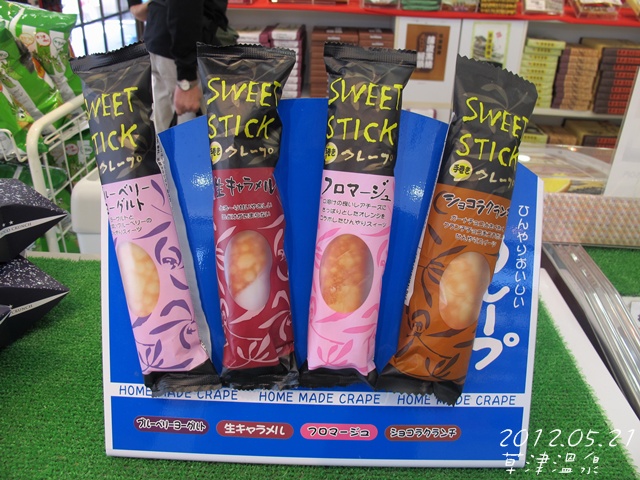 SWEET
STICK
手巻き クレープ
ブルーベリー
ヨーグルト
SWEET
STICK
手巻き クレープ
生キャラメル
SWEET
STICK
手巻き クレープ
フロマージュ
SWEET
STICK
手巻き クレープ
ショコラクランチ
ひんやりおいしい
クレープ
HOME MADE CRAPE HOME MADE CRAPE HOME MADE CRAPE
ブルーベリーヨーグルト 生キャラメル フロマージュ ショコラクランチ
2012.05.21
草津溫泉